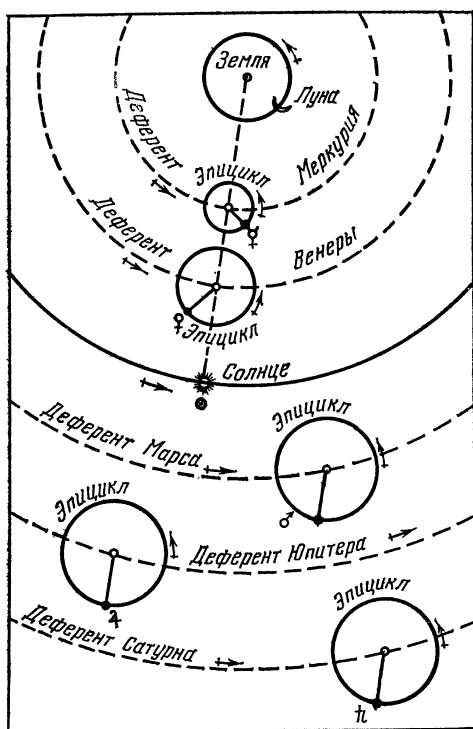 Земля
Луна
Деферент Меркурия
Эпицикл
♀
Деферент Венеры
♀
Эпицикл
Солнце
Эпицикл
Деферент Марса
♂
Эпицикл
Деферент Юпитера
♃
Эпицикл
Деферент Сатурна
♄